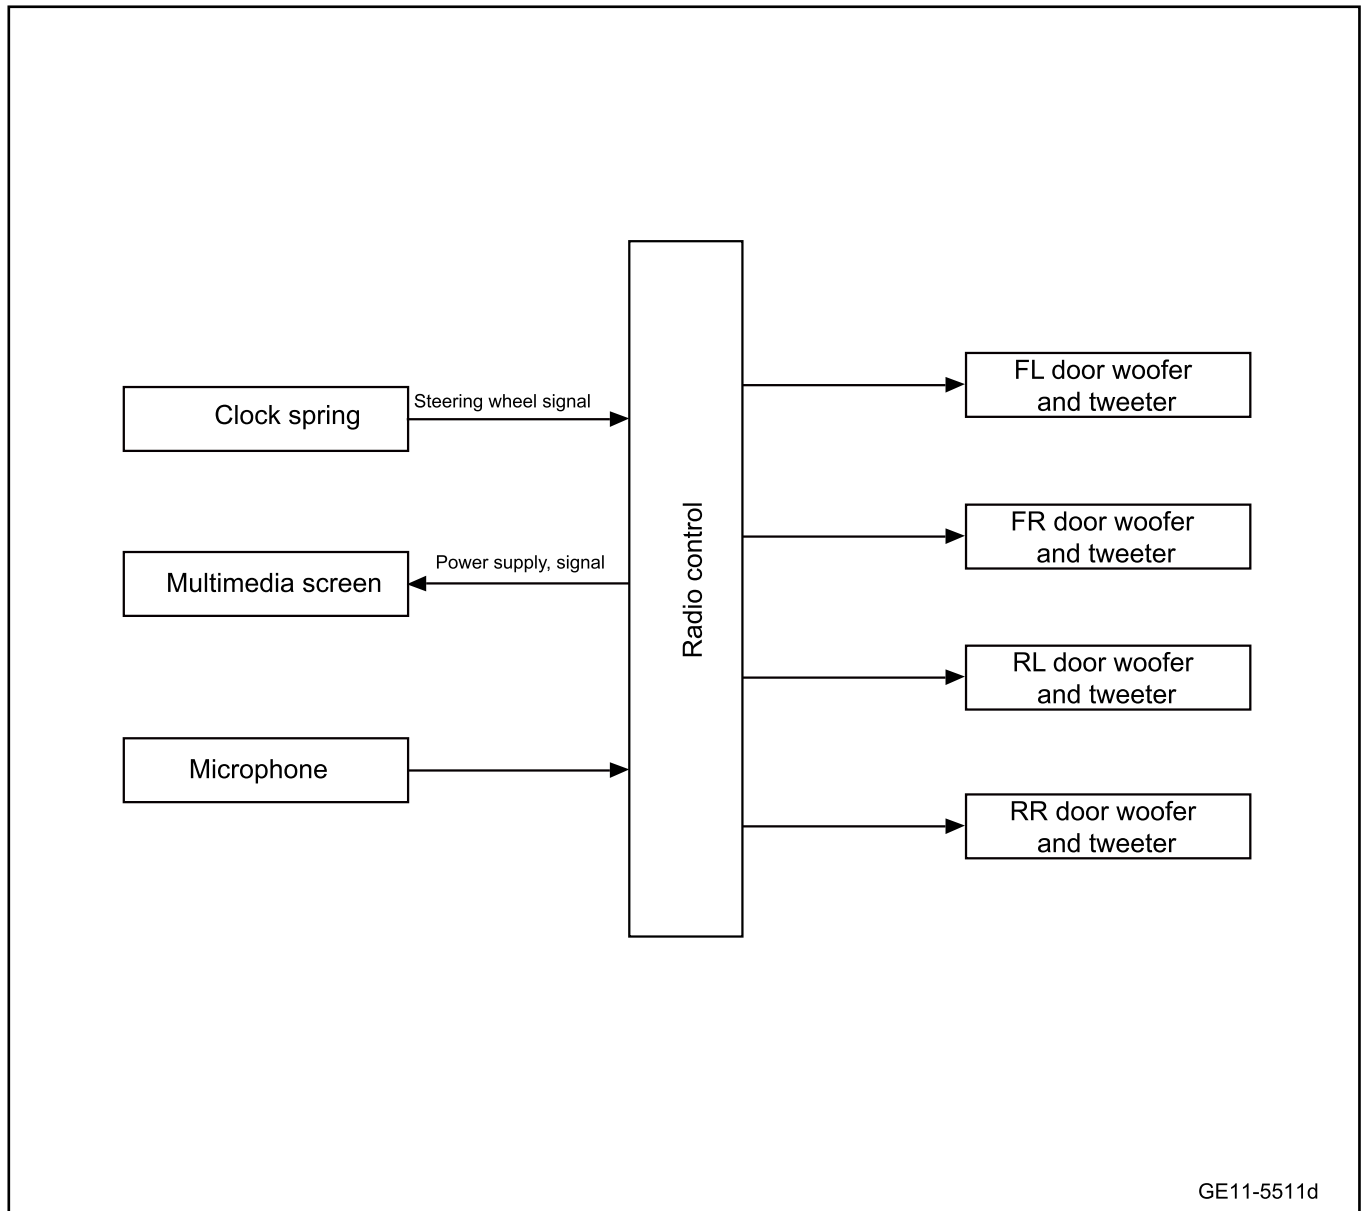 Clock spring
Steering wheel signal
Multimedia screen
Power supply, signal
Microphone
Radio control
FL door woofer
and tweeter
FR door woofer
and tweeter
RL door woofer
and tweeter
RR door woofer
and tweeter
GE11-5511d